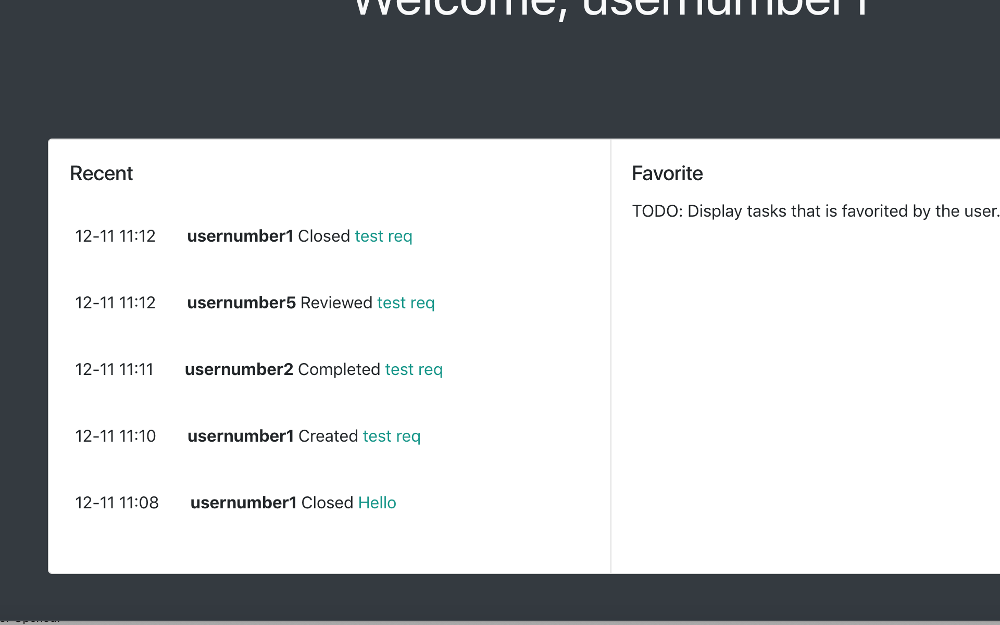 Welcome, usernumber1
Recent
12-11 11:12 usernumber1 Closed test req
12-11 11:12 usernumber5 Reviewed test req
12-11 11:11 usernumber2 Completed test req
12-11 11:10 usernumber1 Created test req
12-11 11:08 usernumber1 Closed Hello
Favorite
TODO: Display tasks that is favorited by the user.